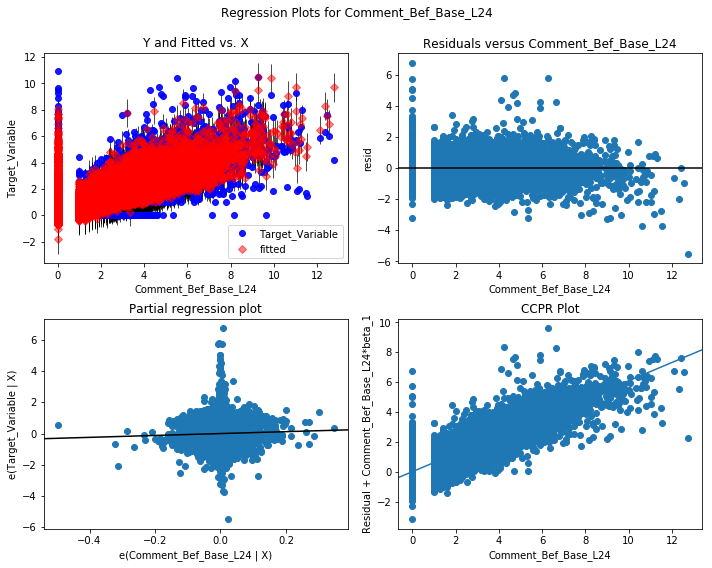 Regression Plots for Comment_Bef_Base_L24
Y and Fitted vs. X
12
10
8
6
4
2
0
−2
Target_Variable
0 2 4 6 8 10 12
Comment_Bef_Base_L24
Target_Variable
fitted
Residuals versus Comment_Bef_Base_L24
6
4
2
0
−2
−4
−6
resid
0 2 4 6 8 10 12
Comment_Bef_Base_L24
Partial regression plot
6
4
2
0
−2
−4
−6
e(Target_Variable | X)
−0.4 −0.2 0.0 0.2
e(Comment_Bef_Base_L24 | X)
CCPR Plot
10
8
6
4
2
0
−2
Residual + Comment_Bef_Base_L24*beta_1
0 2 4 6 8 10 12
Comment_Bef_Base_L24